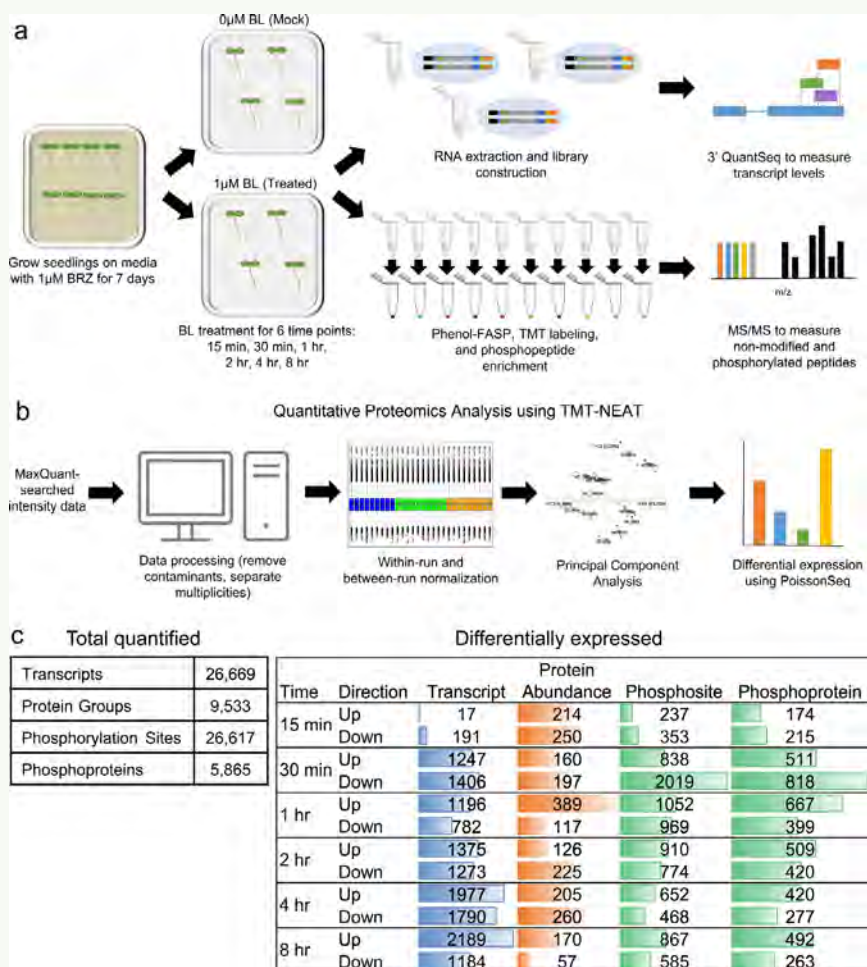 a
0µM BL (Mock)
1µM BL (Treated)
Grow seedlings on media
with 1µM BRZ for 7 days
BL treatment for 6 time points:
15 min, 30 min, 1 hr,
2 hr, 4 hr, 8 hr
RNA extraction and library
construction
3' QuantSeq to measure
transcript levels
Phenol-FASP, TMT labeling,
and phosphopeptide
enrichment
m/z
MS/MS to measure
non-modified and
phosphorylated peptides
b
Quantitative Proteomics Analysis using TMT-NEAT
MaxQuant-
searched
intensity data
Data processing (remove
contaminants, separate
multiplicities)
Within-run and
between-run normalization
Principal Component
Analysis
Differential expression
using PoissonSeq
c
Total quantified
Transcripts 26,669
Protein Groups 9,533
Phosphorylation Sites 26,617
Phosphoproteins 5,865
Differentially expressed
Protein
Time Direction Transcript Abundance Phosphosite Phosphoprotein
15 min Up 17 214 237 174
Down 191 250 353 215
30 min Up 1247 160 838 511
Down 1406 197 2019 818
1 hr Up 1196 389 1052 667
Down 782 117 969 399
2 hr Up 1375 126 910 509
Down 1273 225 774 420
4 hr Up 1977 205 652 420
Down 1790 260 468 277
8 hr Up 2189 170 867 492
Down 1184 57 585 263